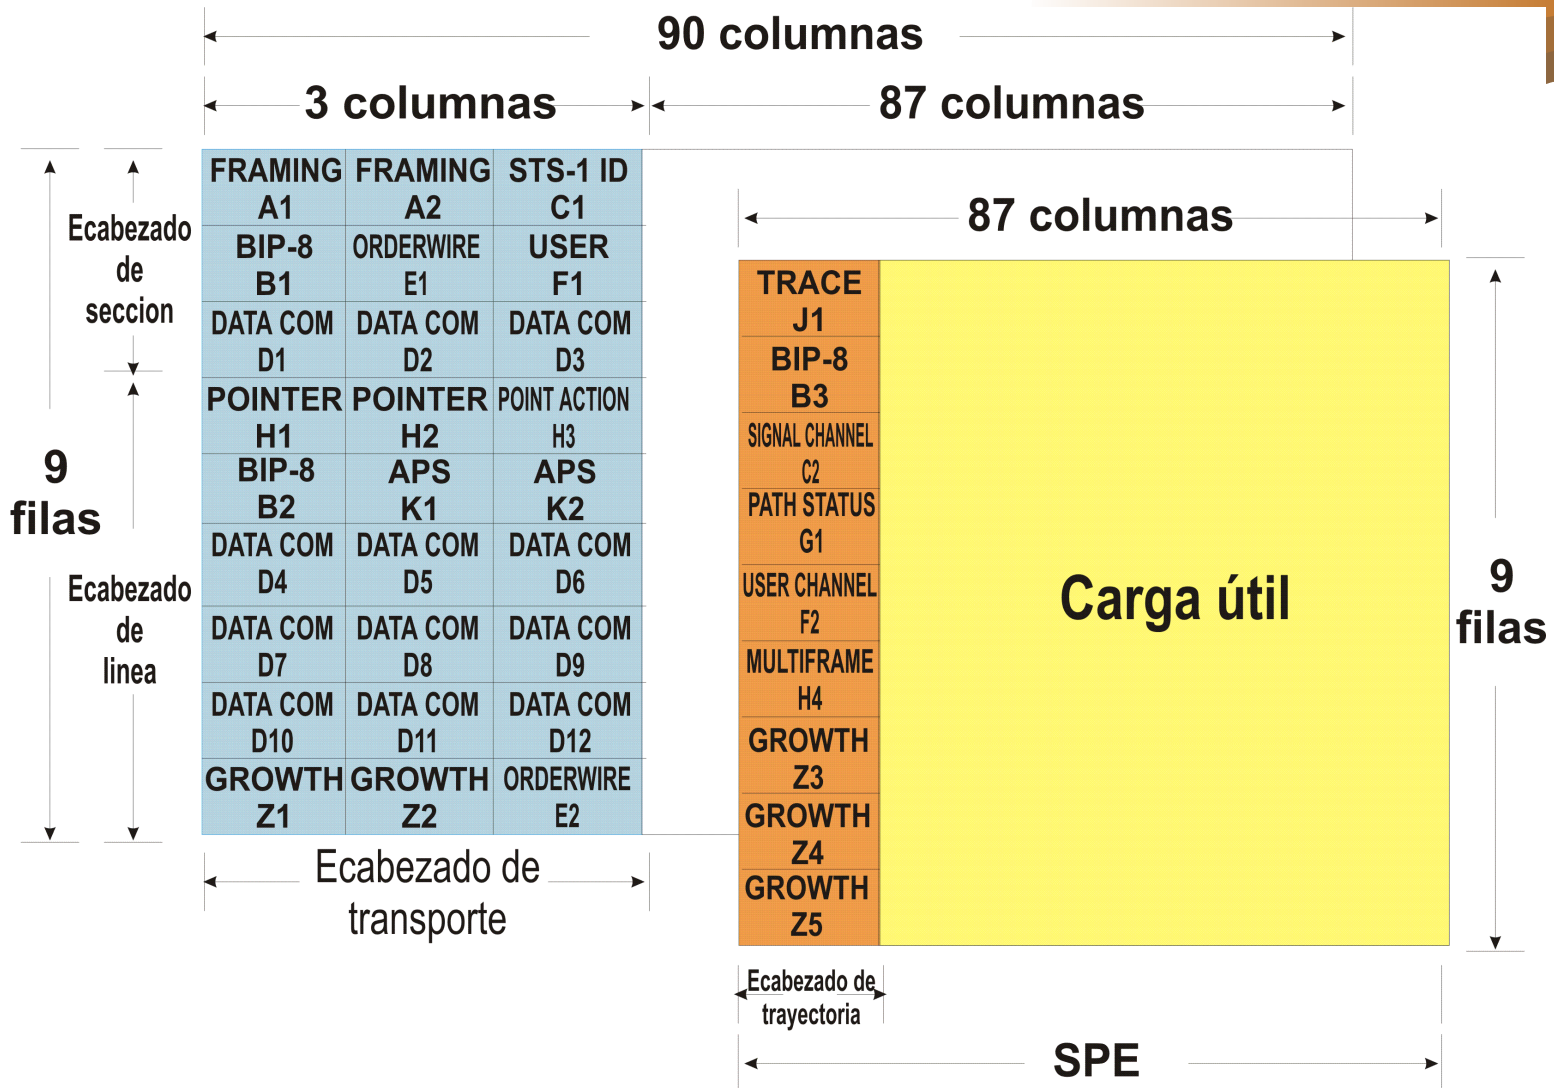 90 columnas
3 columnas
87 columnas
FRAMING FRAMING STS-1 ID
A1 A2 C1
BIP-8 ORDERWIRE USER
B1 E1 F1
DATA COM DATA COM DATA COM
D1 D2 D3
POINTER POINTER POINT ACTION
H1 H2 H3
BIP-8 APS APS
B2 K1 K2
DATA COM DATA COM DATA COM
D4 D5 D6
DATA COM DATA COM DATA COM
D7 D8 D9
DATA COM DATA COM DATA COM
D10 D11 D12
GROWTH GROWTH ORDERWIRE
Z1 Z2 E2
Ecabezado
de
seccion
9
filas
Ecabezado
de
linea
Ecabezado de
transporte
87 columnas
TRACE
J1
BIP-8
B3
SIGNAL CHANNEL
C2
PATH STATUS
G1
USER CHANNEL
F2
MULTIFRAME
H4
GROWTH
Z3
GROWTH
Z4
GROWTH
Z5
Carga útil
9
filas
Ecabezado de
trayectoria
SPE